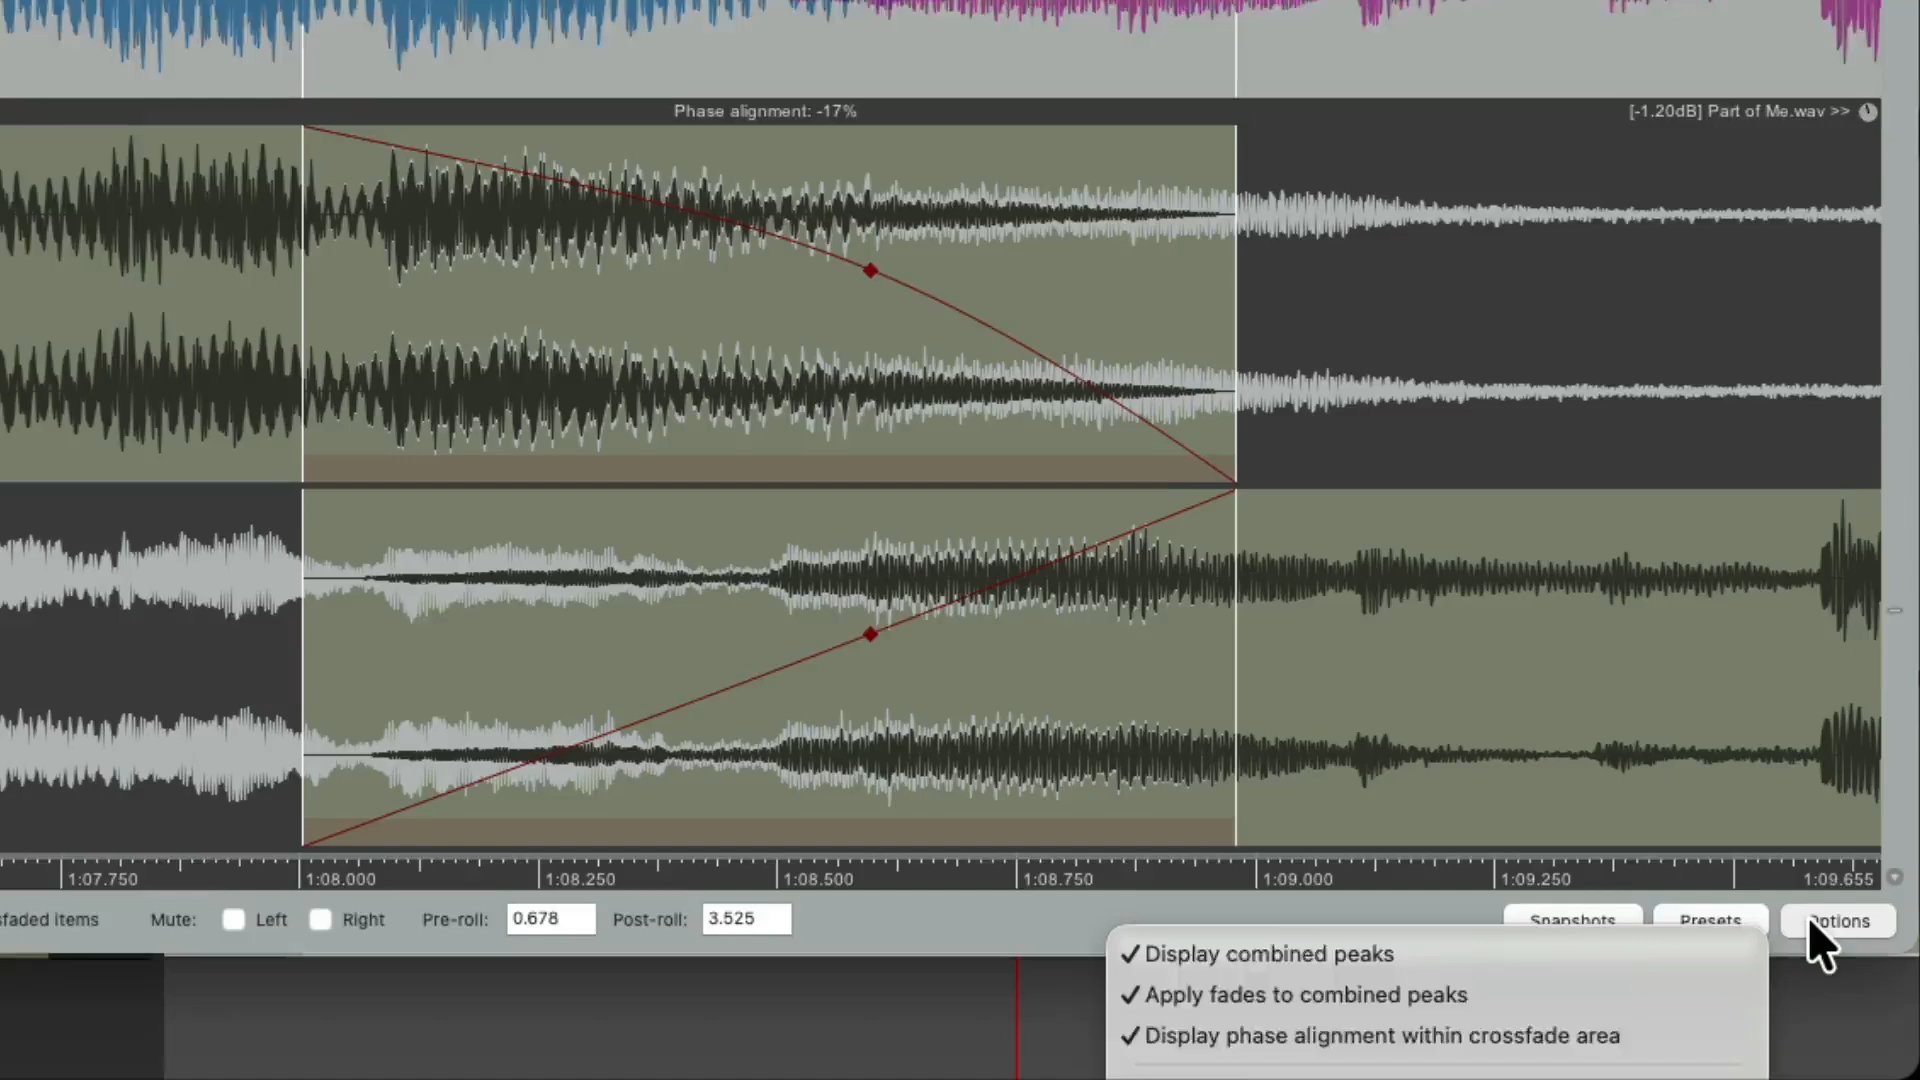 Phase alignment: -17%
[-1.20dB] Part of Me.wav >>
1:07.750 1:08.000 1:08.250 1:08.500 1:08.750 1:09.000 1:09.250 1:09.655
sfaded items Mute: Left Right Pre-roll: 0.678 Post-roll: 3.525 Snapshots Presets Options
✓ Display combined peaks
✓ Apply fades to combined peaks
✓ Display phase alignment within crossfade area